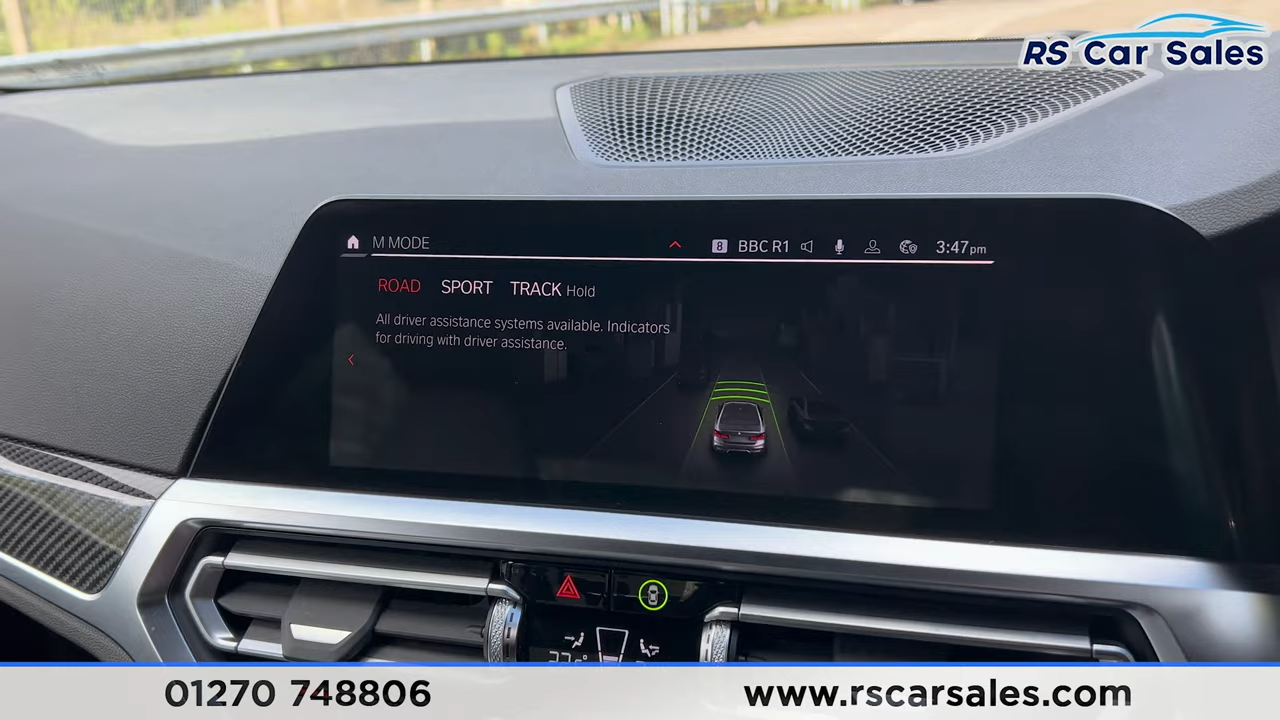 RS Car Sales
M MODE
8 BBC R1 3:47pm
ROAD SPORT TRACK Hold
All driver assistance systems available. Indicators
for driving with driver assistance.
01270 748806 www.rscarsales.com